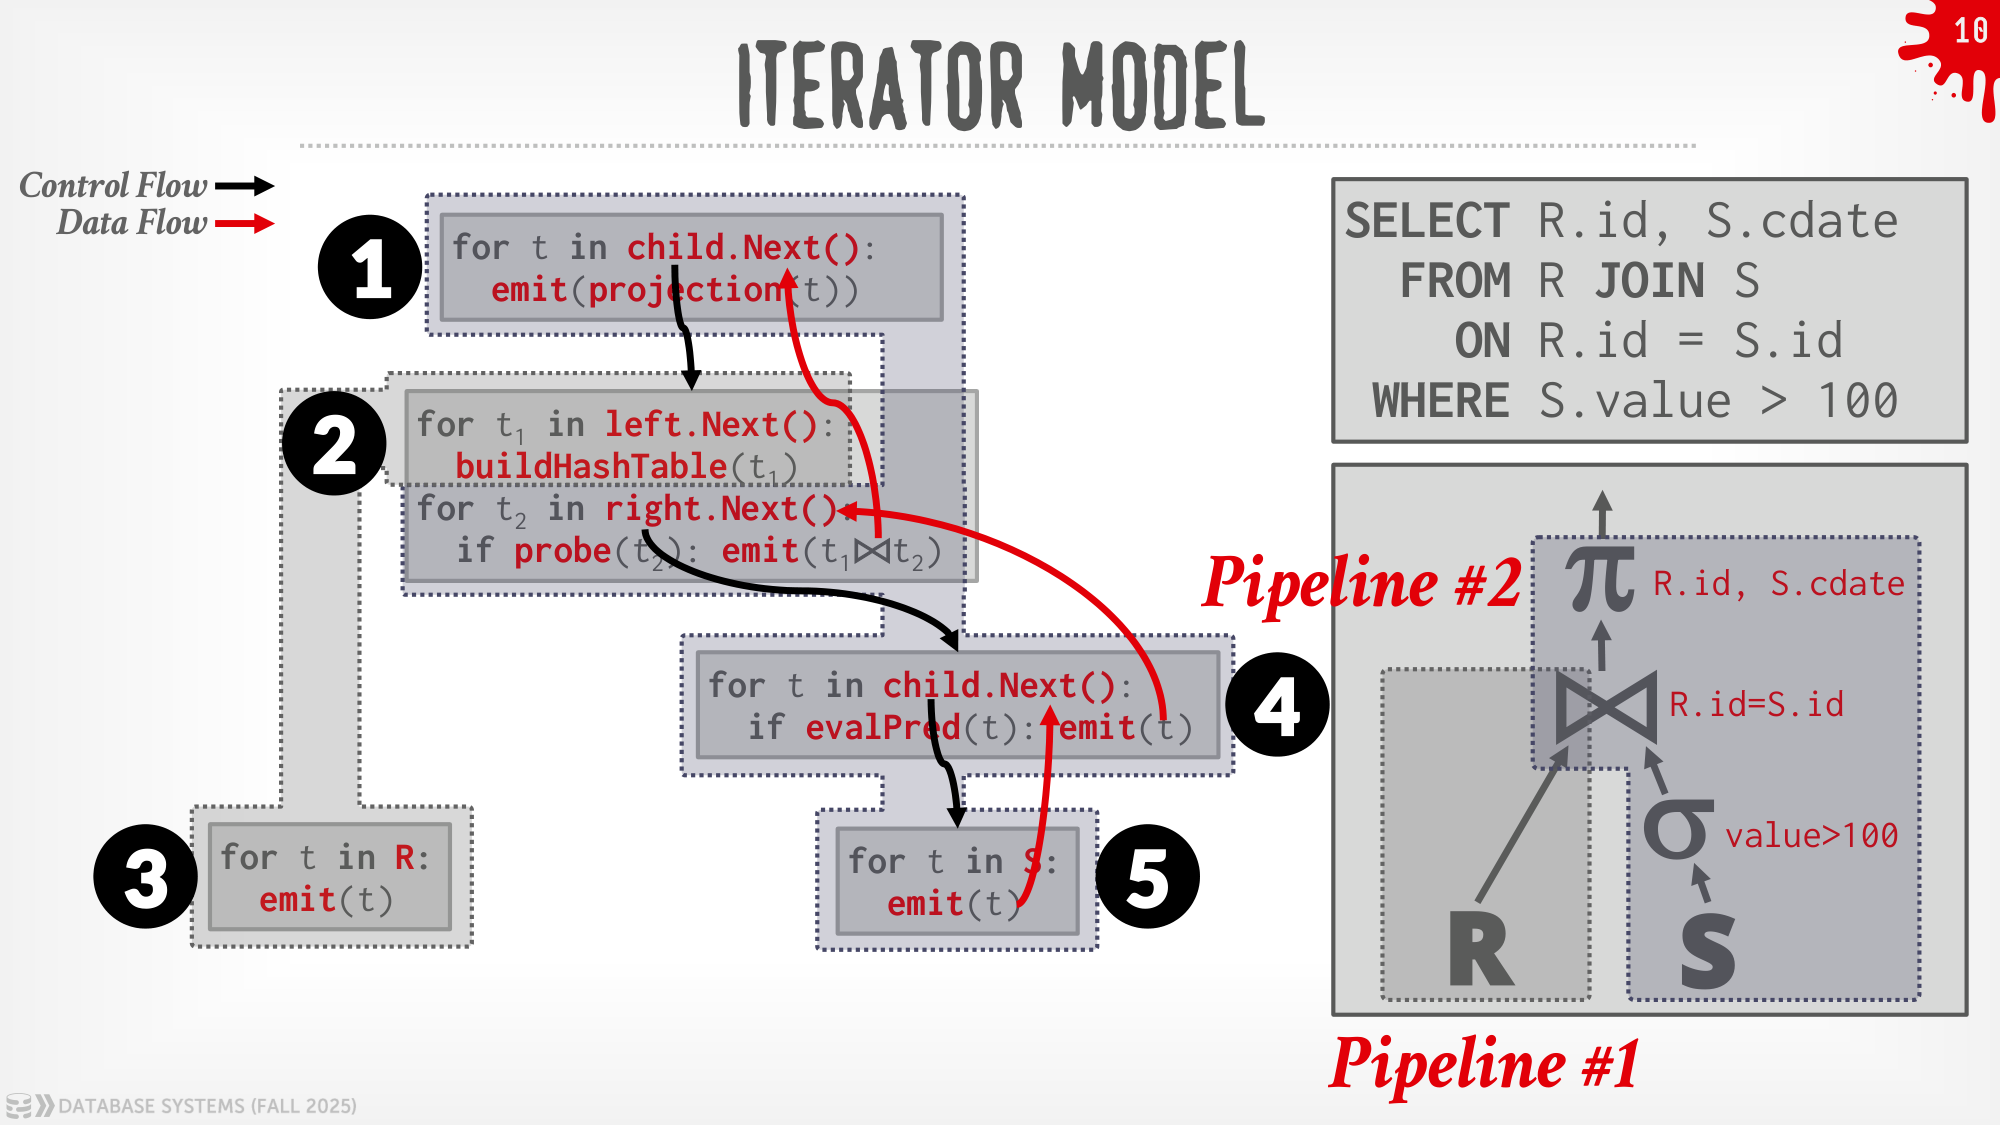 10
ITERATOR MODEL
Control Flow
Data Flow
1
for t in child.Next():
emit(projection(t))
2
for t1 in left.Next():
buildHashTable(t1)
for t2 in right.Next():
if probe(t2): emit(t1⋈t2)
4
for t in child.Next():
if evalPred(t): emit(t)
3
for t in R:
emit(t)
5
for t in S:
emit(t)
SELECT R.id, S.cdate
FROM R JOIN S
ON R.id = S.id
WHERE S.value > 100
Pipeline #2
π R.id, S.cdate
⋈ R.id=S.id
σ value>100
R S
Pipeline #1
DATABASE SYSTEMS (FALL 2025)